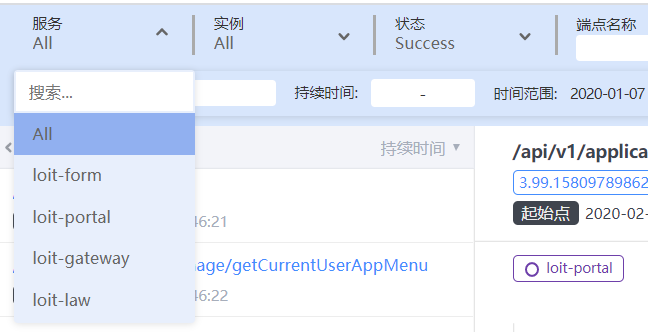 服务 实例 状态 端点名称
All All Success
搜索... 持续时间: - 时间范围: 2020-01-07
All 持续时间
loit-form
loit-portal 46:21
loit-gateway age/getCurrentUserAppMenu
loit-law 46:22
/api/v1/applica
3.99.15809789862
起始点 2020-02-
loit-portal